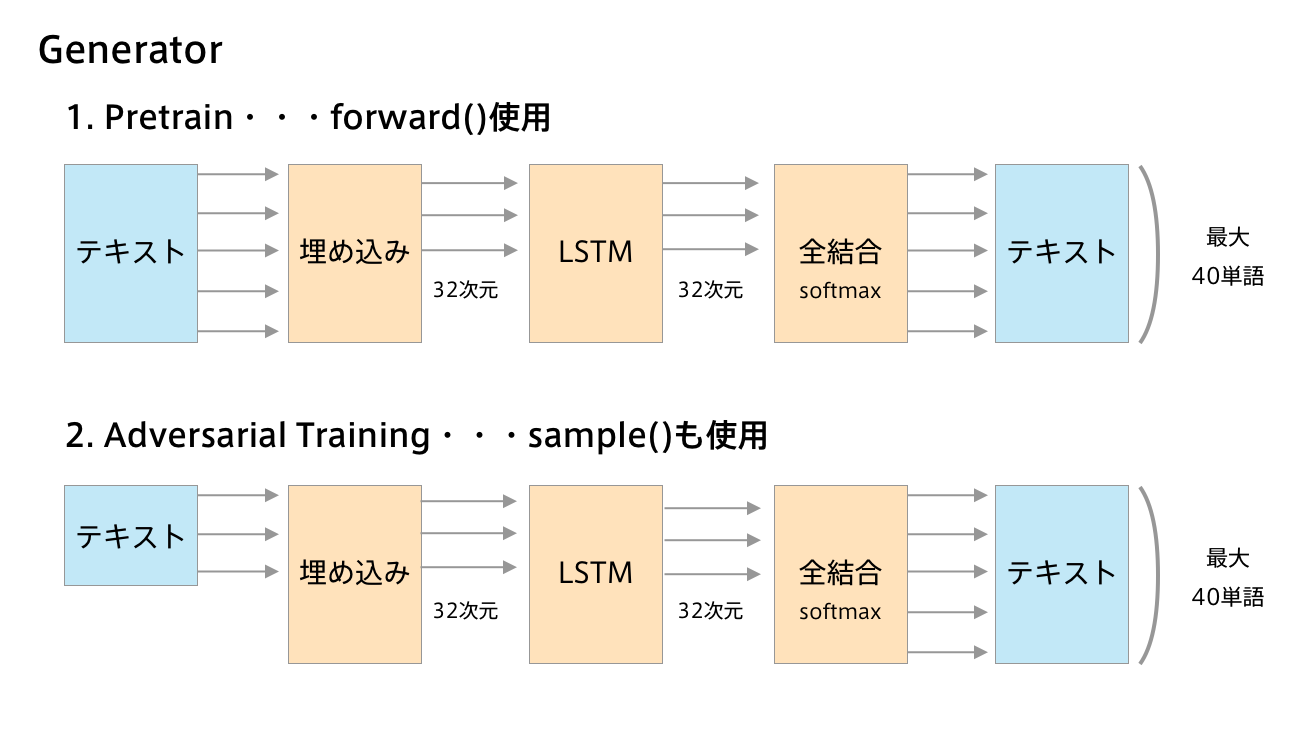 Generator
1. Pretrain・・・forward()使用
テキスト
埋め込み
32次元
LSTM
32次元
全結合
softmax
テキスト
最大
40単語
2. Adversarial Training・・・sample()も使用
テキスト
埋め込み
32次元
LSTM
32次元
全結合
softmax
テキスト
最大
40単語